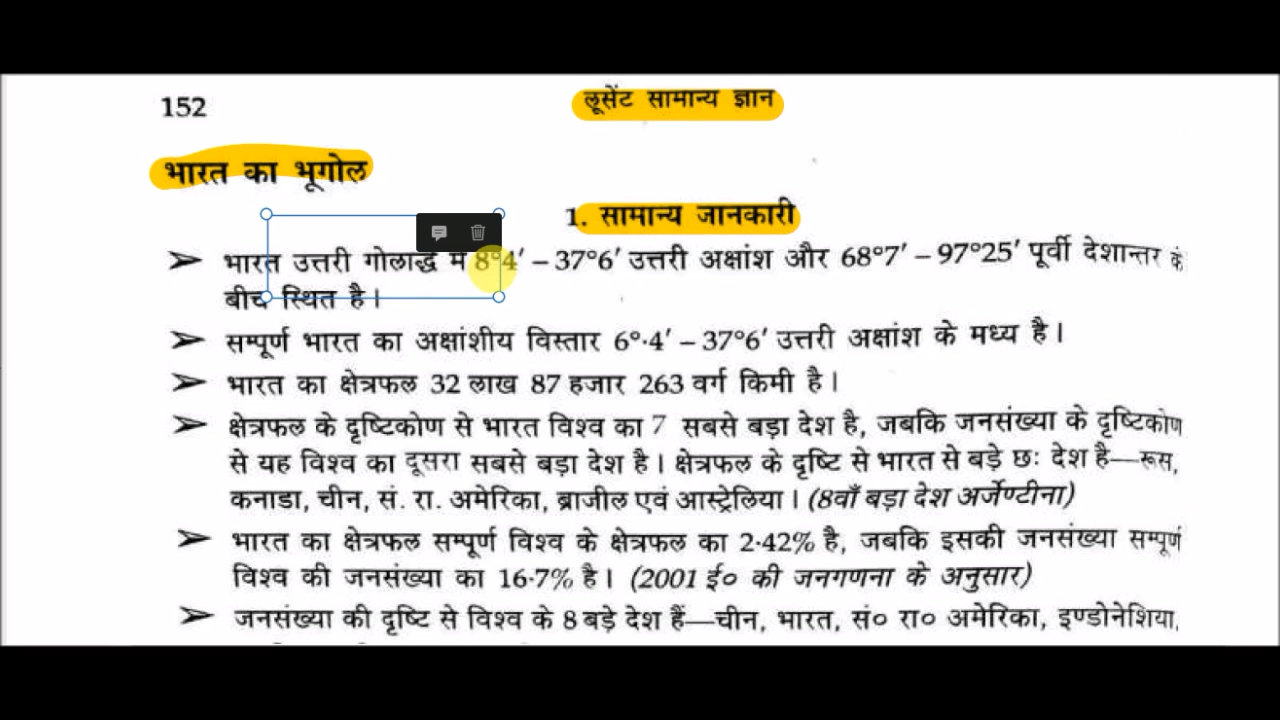 152
लूसेंट सामान्य ज्ञान
भारत का भूगोल
1. सामान्य जानकारी
➢ भारत उत्तरी गोलार्द्ध में 8°4′ – 37°6′ उत्तरी अक्षांश और 68°7′ – 97°25′ पूर्वी देशान्तर के
बीच स्थित है।
➢ सम्पूर्ण भारत का अक्षांशीय विस्तार 6°·4′ – 37°6′ उत्तरी अक्षांश के मध्य है।
➢ भारत का क्षेत्रफल 32 लाख 87 हजार 263 वर्ग किमी है।
➢ क्षेत्रफल के दृष्टिकोण से भारत विश्व का 7 सबसे बड़ा देश है, जबकि जनसंख्या के दृष्टिकोण
से यह विश्व का दूसरा सबसे बड़ा देश है। क्षेत्रफल के दृष्टि से भारत से बड़े छः देश है—रूस,
कनाडा, चीन, सं. रा. अमेरिका, ब्राजील एवं आस्ट्रेलिया। (8वाँ बड़ा देश अर्जेण्टीना)
➢ भारत का क्षेत्रफल सम्पूर्ण विश्व के क्षेत्रफल का 2·42% है, जबकि इसकी जनसंख्या सम्पूर्ण
विश्व की जनसंख्या का 16·7% है। (2001 ई० की जनगणना के अनुसार)
➢ जनसंख्या की दृष्टि से विश्व के 8 बड़े देश हैं—चीन, भारत, सं० रा० अमेरिका, इण्डोनेशिया,